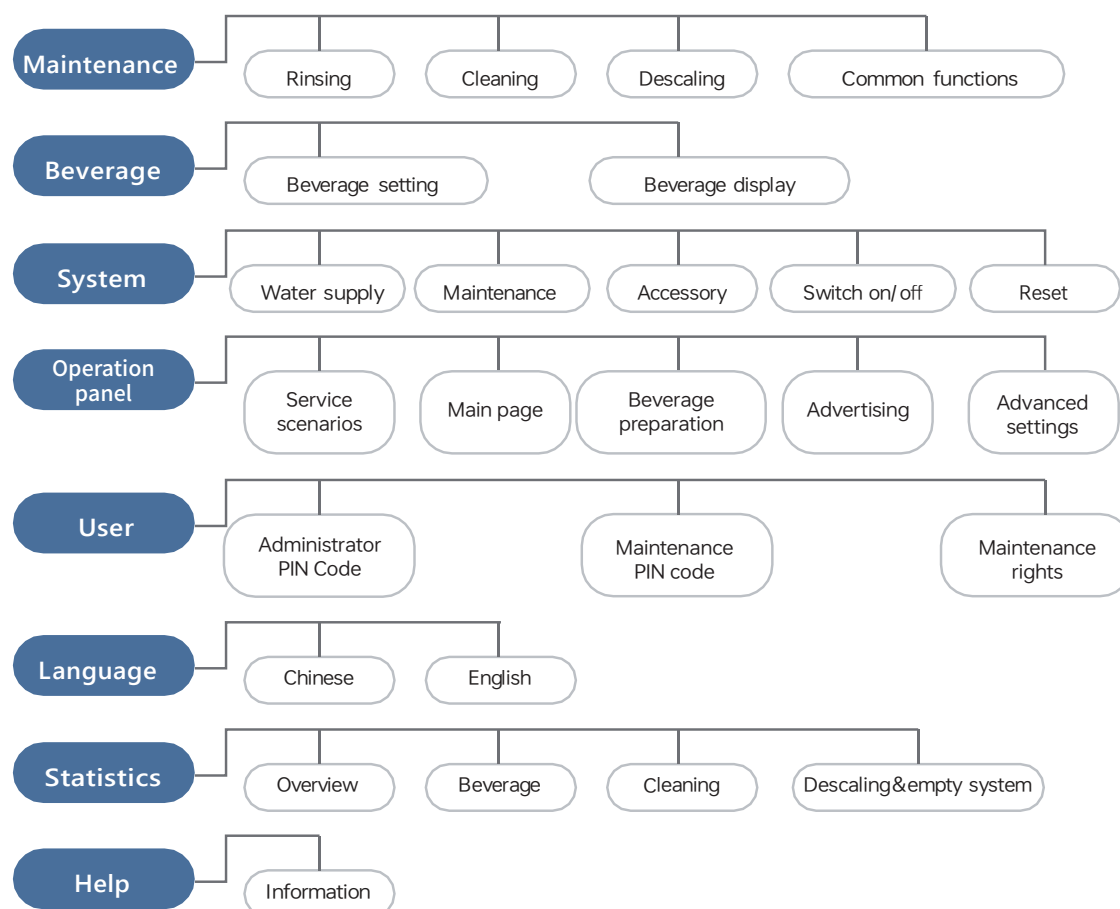 Maintenance
Rinsing
Cleaning
Descaling
Common functions
Beverage
Beverage setting
Beverage display
System
Water supply
Maintenance
Accessory
Switch on/off
Reset
Operation
panel
Service
scenarios
Main page
Beverage
preparation
Advertising
Advanced
settings
User
Administrator
PIN Code
Maintenance
PIN code
Maintenance
rights
Language
Chinese
English
Statistics
Overview
Beverage
Cleaning
Descaling&empty system
Help
Information